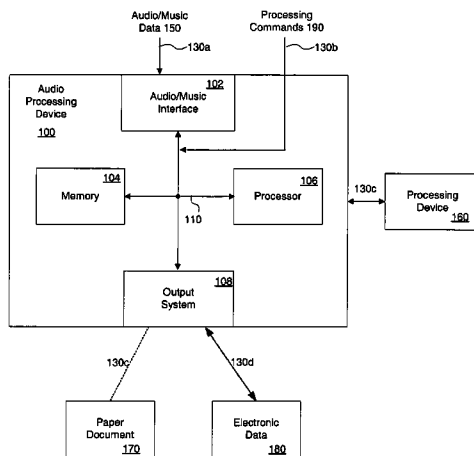 Audio/Music
Data 150
Processing
Commands 190
130a
130b
Audio
Processing
Device
100
102
Audio/Music
Interface
104
Memory
106
Processor
110
130c
Processing
Device
160
108
Output
System
130c
130d
Paper
Document
170
Electronic
Data
180